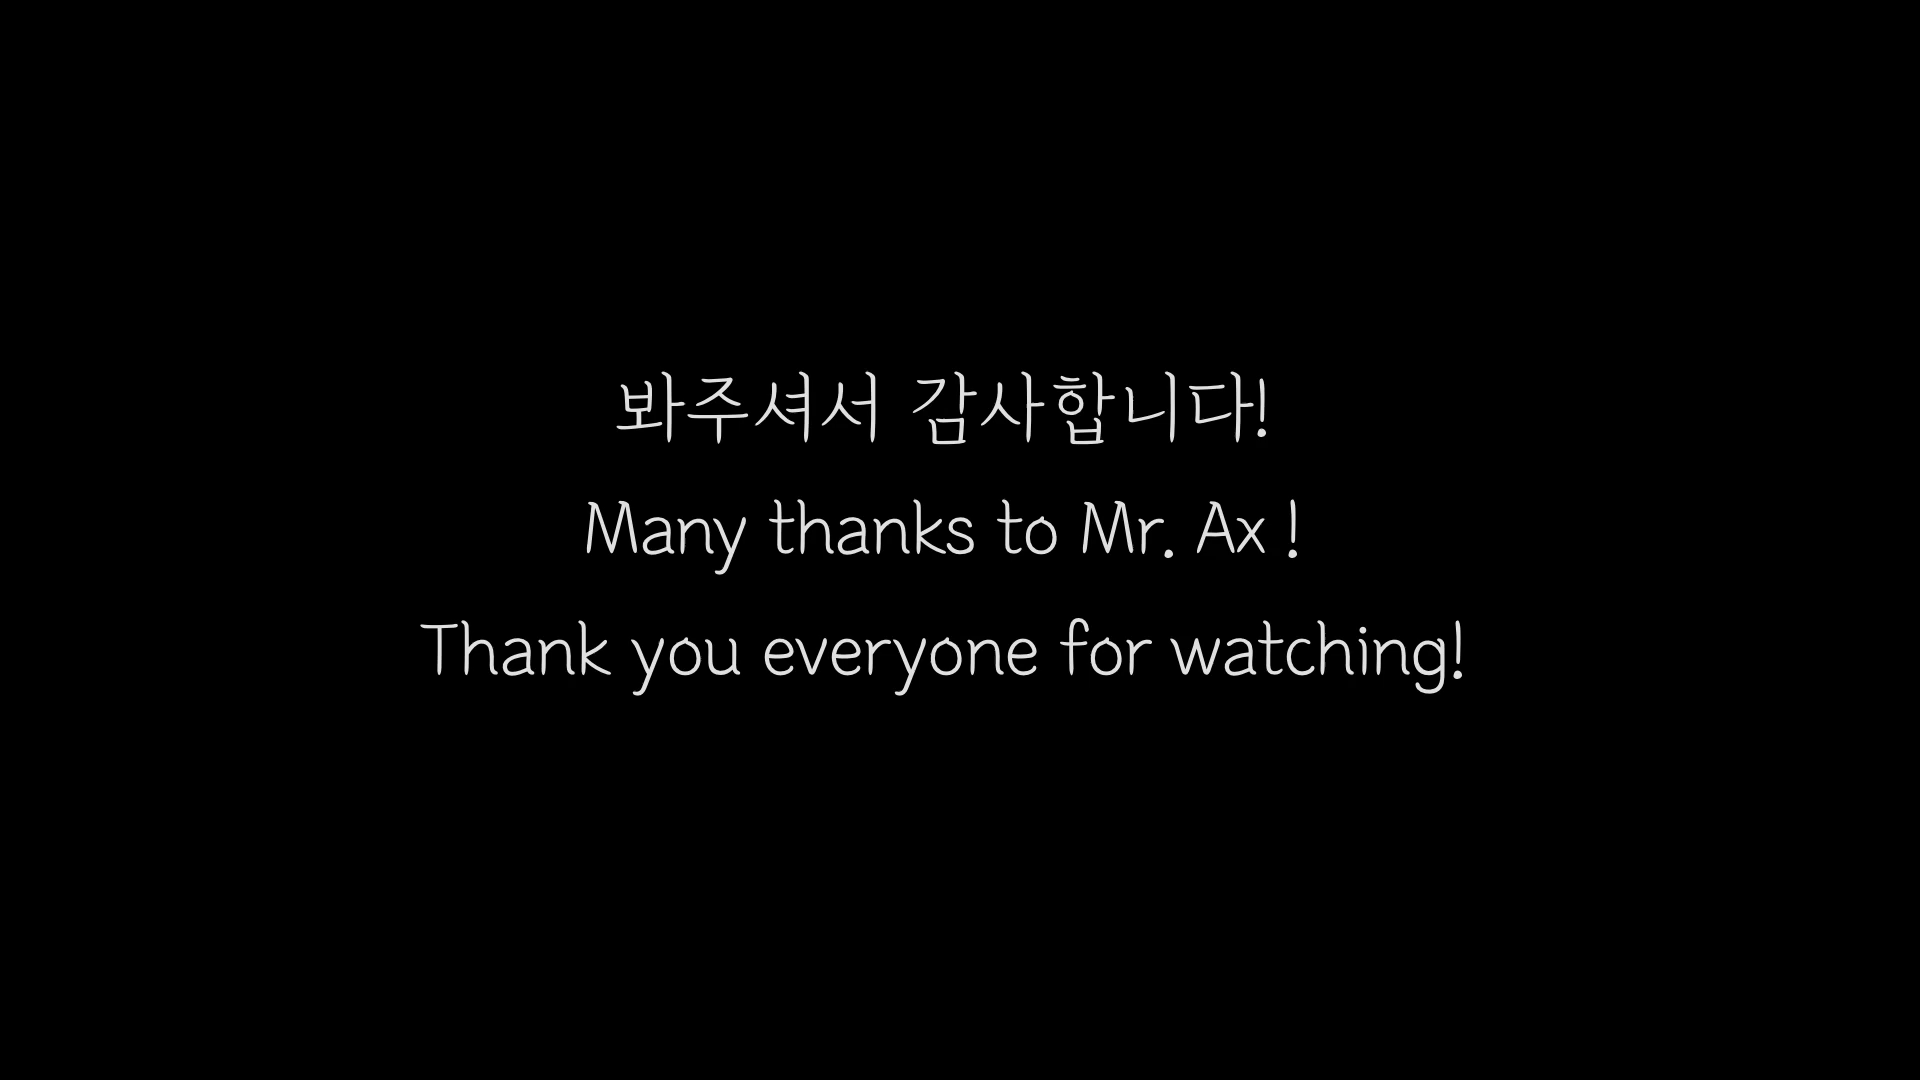 봐주셔서 감사합니다!
Many thanks to Mr. Ax !
Thank you everyone for watching!